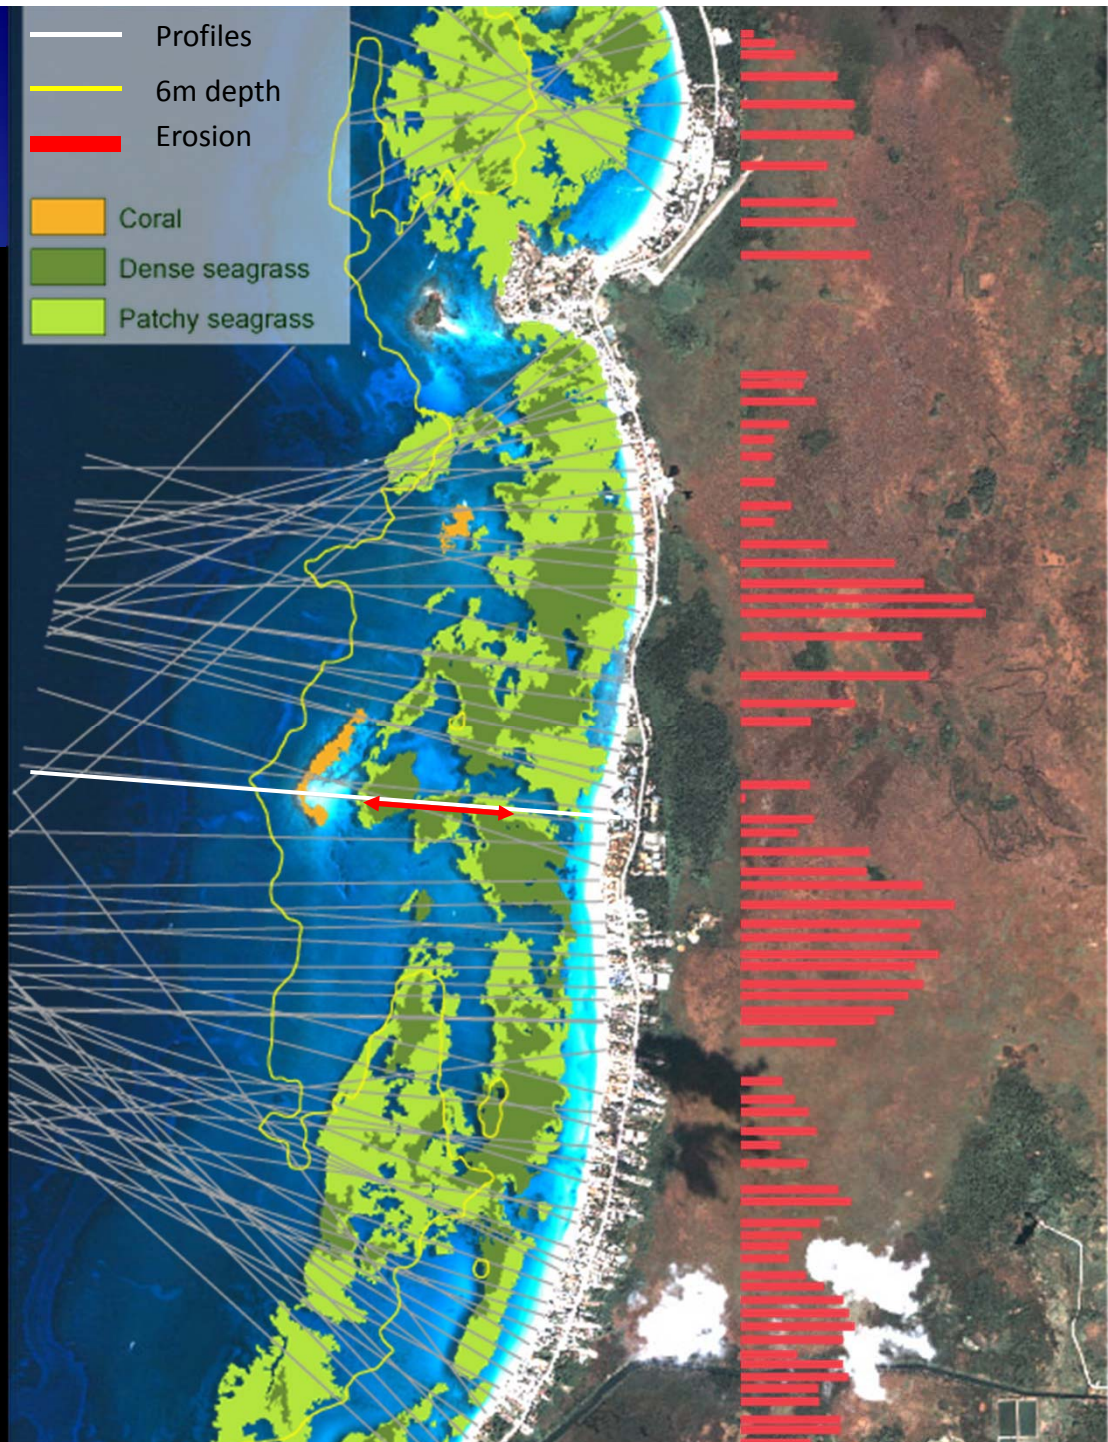 Profiles
6m depth
Erosion
Coral
Dense seagrass
Patchy seagrass